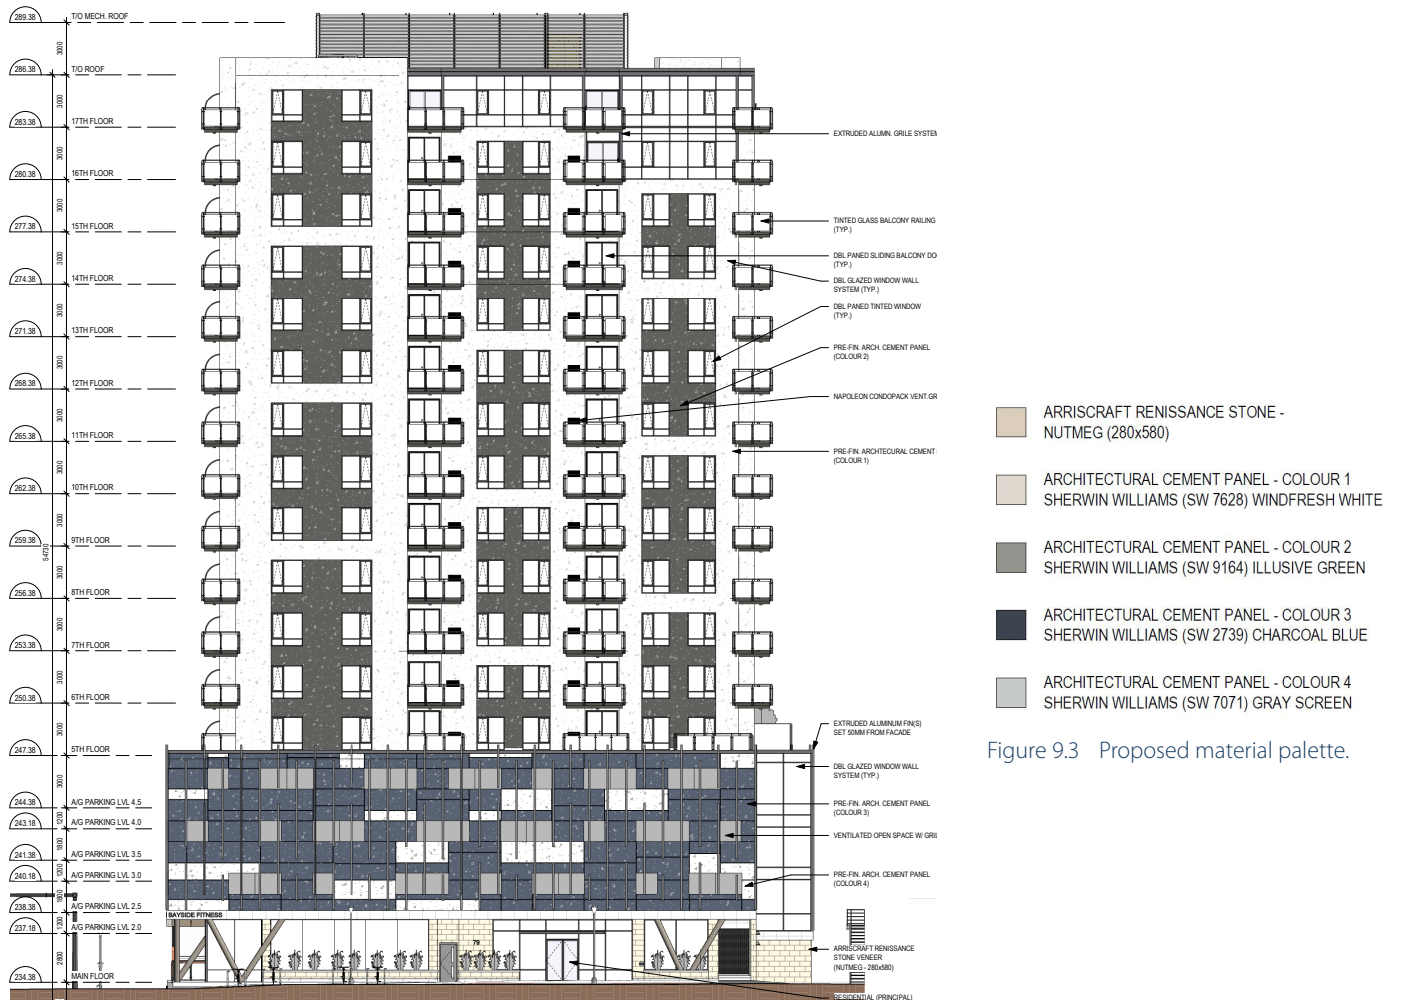 289.38 T/O MECH. ROOF
3000
286.38 T/O ROOF
3000
283.38 17TH FLOOR
3000
280.38 16TH FLOOR
3000
277.38 15TH FLOOR
3000
274.38 14TH FLOOR
3000
271.38 13TH FLOOR
3000
268.38 12TH FLOOR
3000
265.38 11TH FLOOR
3000
262.38 10TH FLOOR
3000
259.38 9TH FLOOR
54730
3000
256.38 8TH FLOOR
3000
253.38 7TH FLOOR
3000
250.38 6TH FLOOR
3000
247.38 5TH FLOOR
3000
244.38 A/G PARKING LVL 4.5
1200
243.18 A/G PARKING LVL 4.0
1800
241.38 A/G PARKING LVL 3.5
1200
240.18 A/G PARKING LVL 3.0
1800
238.38 A/G PARKING LVL 2.5
1200
237.18 A/G PARKING LVL 2.0
2800
234.38 MAIN FLOOR
BAYSIDE FITNESS
79
EXTRUDED ALUMN. GRILE SYSTEM
TINTED GLASS BALCONY RAILING
(TYP.)
DBL PANED SLIDING BALCONY DO
(TYP.)
DBL GLAZED WINDOW WALL
SYSTEM (TYP.)
DBL PANED TINTED WINDOW
(TYP.)
PRE-FIN. ARCH. CEMENT PANEL
(COLOUR 2)
NAPOLEON CONDOPACK VENT.GR
PRE-FIN. ARCHTECURAL CEMENT
(COLOUR 1)
EXTRUDED ALUMINUM FIN(S)
SET 50MM FROM FACADE
DBL GLAZED WINDOW WALL
SYSTEM (TYP.)
PRE-FIN. ARCH. CEMENT PANEL
(COLOUR 3)
VENTILATED OPEN SPACE W/ GRIL
PRE-FIN. ARCH. CEMENT PANEL
(COLOUR 4)
ARRISCRAFT RENISSANCE
STONE VENEER
(NUTMEG - 280x580)
RESIDENTIAL (PRINCIPAL)
ARRISCRAFT RENISSANCE STONE -
NUTMEG (280x580)
ARCHITECTURAL CEMENT PANEL - COLOUR 1
SHERWIN WILLIAMS (SW 7628) WINDFRESH WHITE
ARCHITECTURAL CEMENT PANEL - COLOUR 2
SHERWIN WILLIAMS (SW 9164) ILLUSIVE GREEN
ARCHITECTURAL CEMENT PANEL - COLOUR 3
SHERWIN WILLIAMS (SW 2739) CHARCOAL BLUE
ARCHITECTURAL CEMENT PANEL - COLOUR 4
SHERWIN WILLIAMS (SW 7071) GRAY SCREEN
Figure 9.3 Proposed material palette.